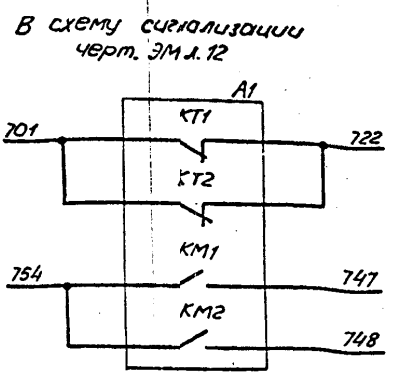 В схему сигнализации
черт. ЭМ л.12
А1
КТ1
701
722
КТ2
КМ1
754
747
КМ2
748